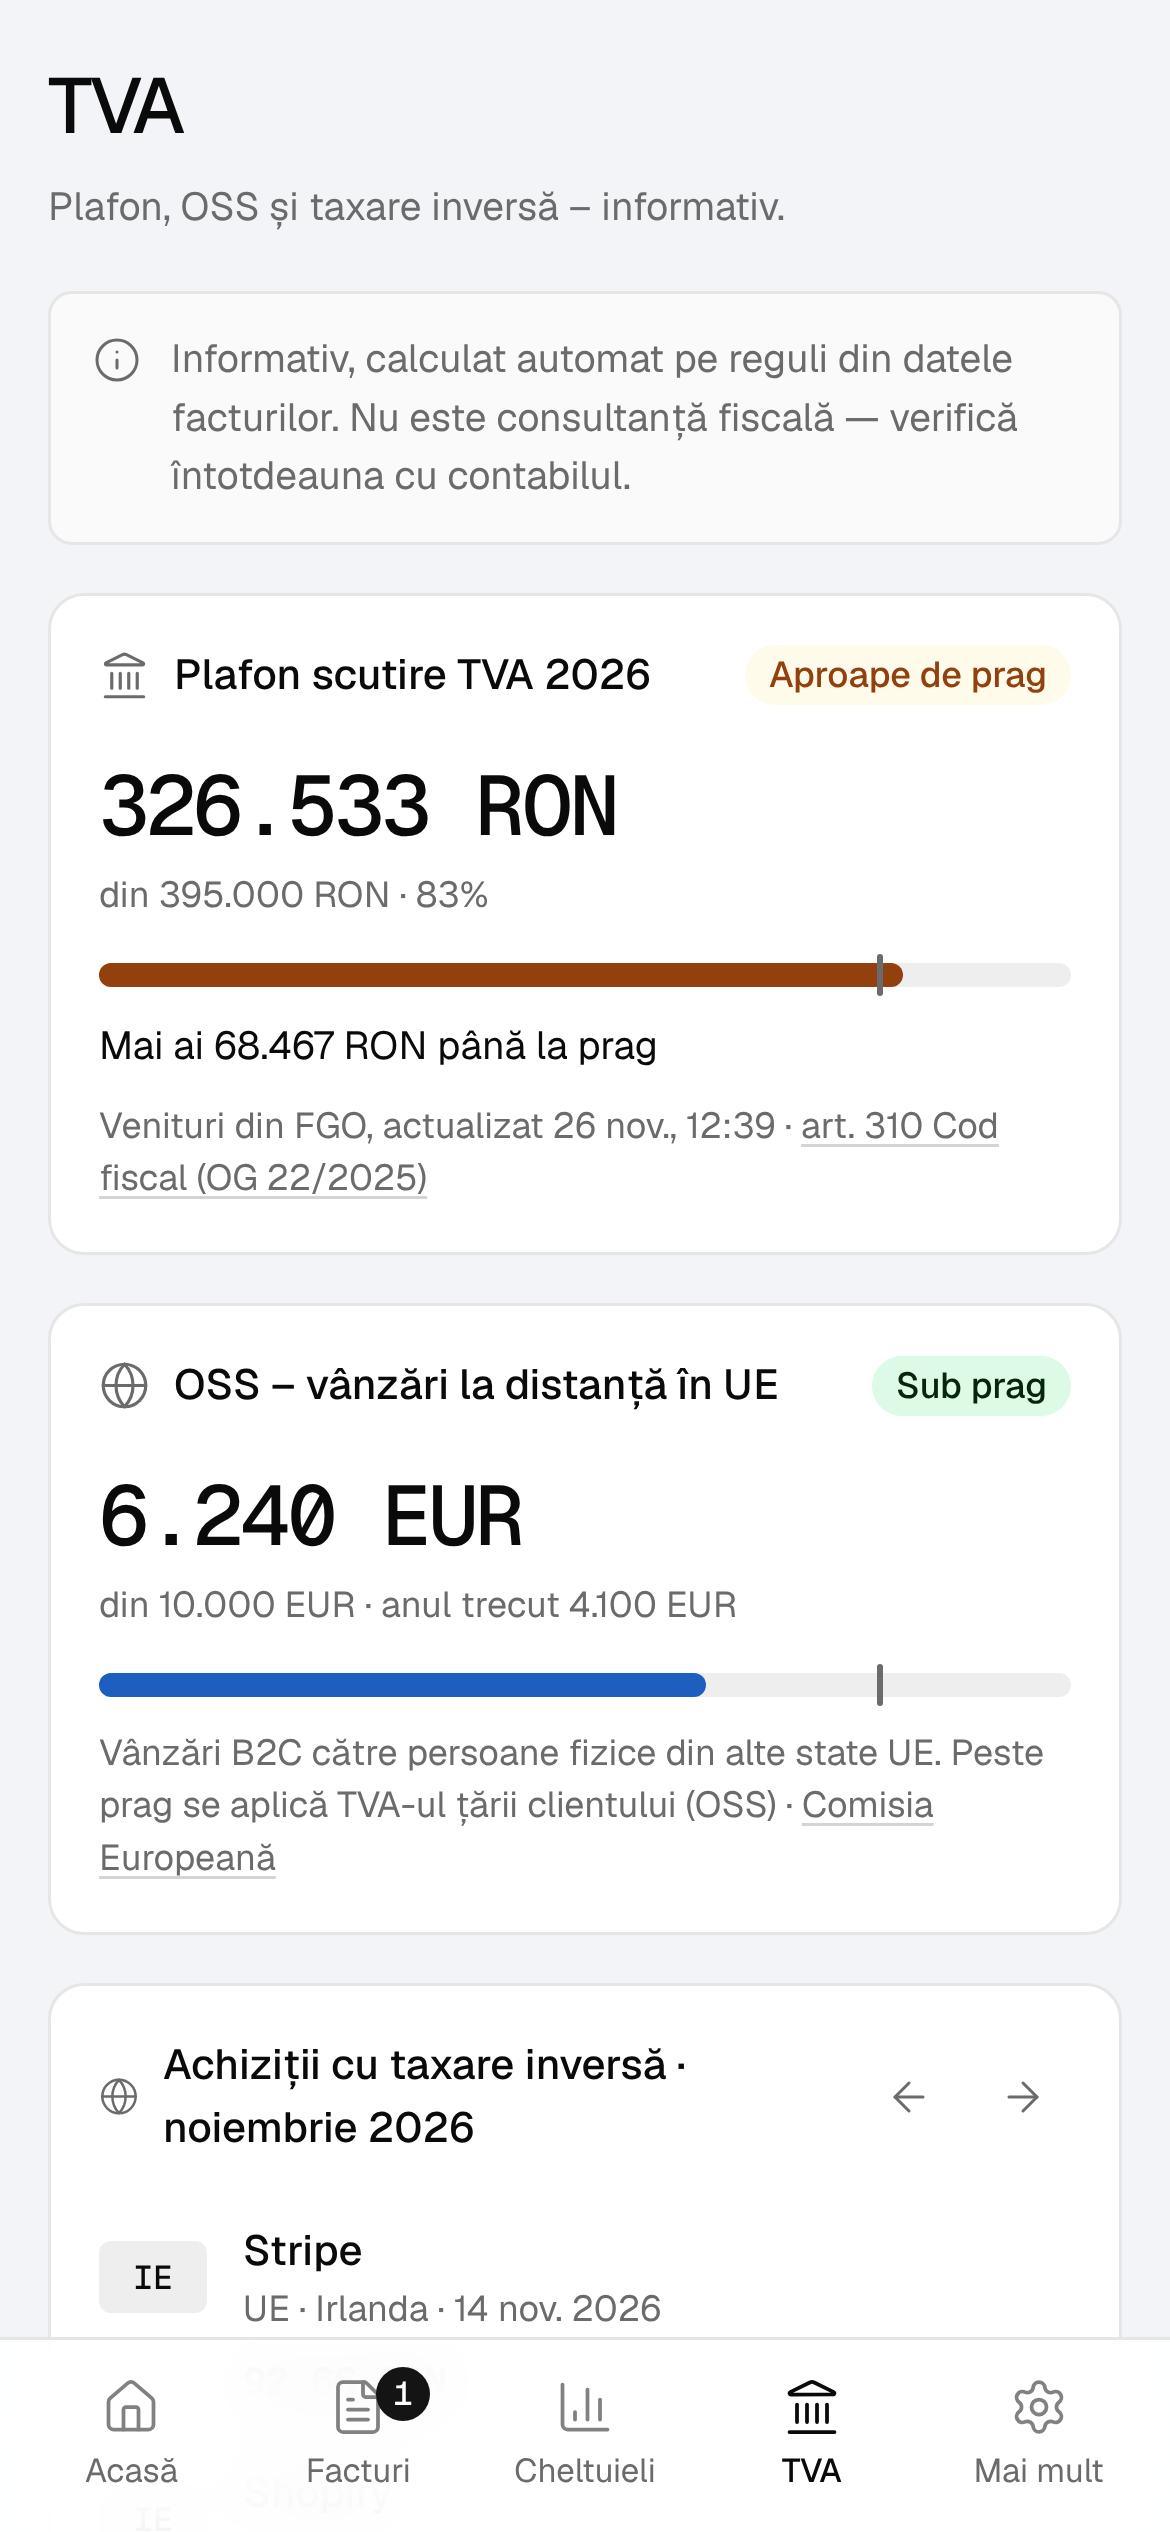 TVA
Plafon, OSS și taxare inversă – informativ.
Informativ, calculat automat pe reguli din datele
facturilor. Nu este consultanță fiscală — verifică
întotdeauna cu contabilul.
Plafon scutire TVA 2026
Aproape de prag
326.533 RON
din 395.000 RON · 83%
Mai ai 68.467 RON până la prag
Venituri din FGO, actualizat 26 nov., 12:39 · art. 310 Cod
fiscal (OG 22/2025)
OSS – vânzări la distanță în UE
Sub prag
6.240 EUR
din 10.000 EUR · anul trecut 4.100 EUR
Vânzări B2C către persoane fizice din alte state UE. Peste
prag se aplică TVA-ul țării clientului (OSS) · Comisia
Europeană
Achiziții cu taxare inversă ·
noiembrie 2026
IE
Stripe
UE · Irlanda · 14 nov. 2026
1
Acasă
Facturi
Cheltuieli
TVA
Mai mult
Shopify
IE